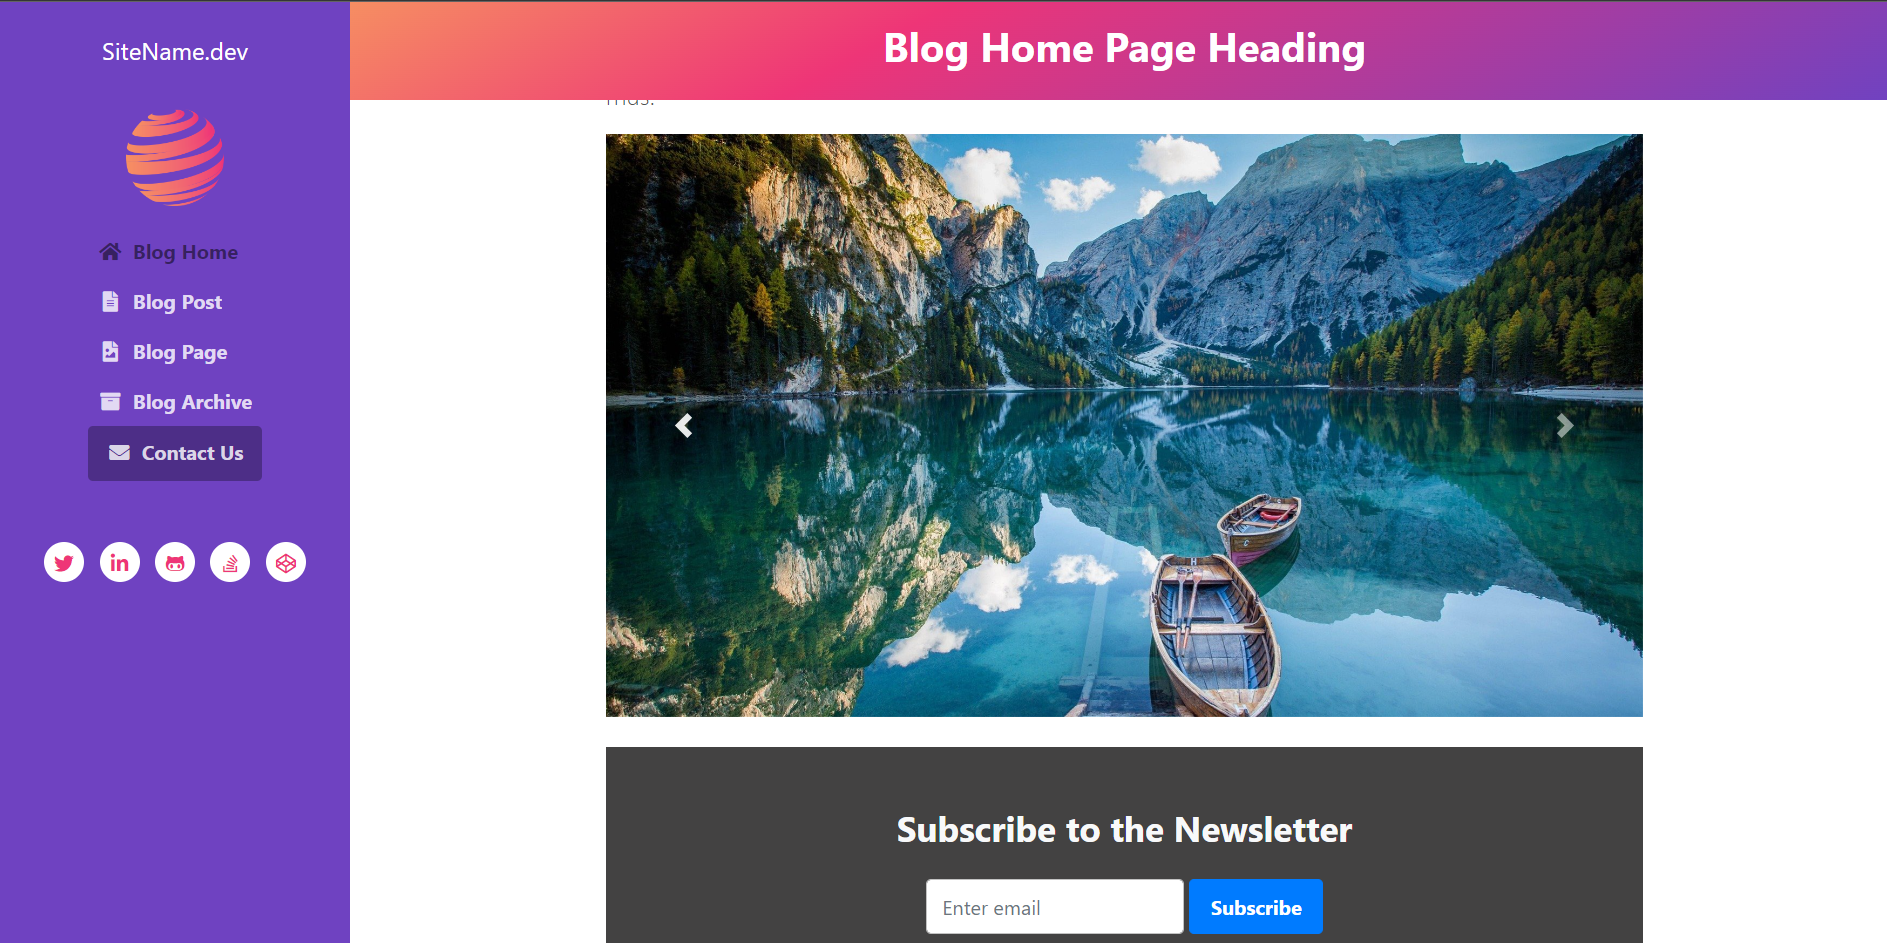 SiteName.dev
Blog Home
Blog Post
Blog Page
Blog Archive
Contact Us
Blog Home Page Heading
Subscribe to the Newsletter
Enter email
Subscribe